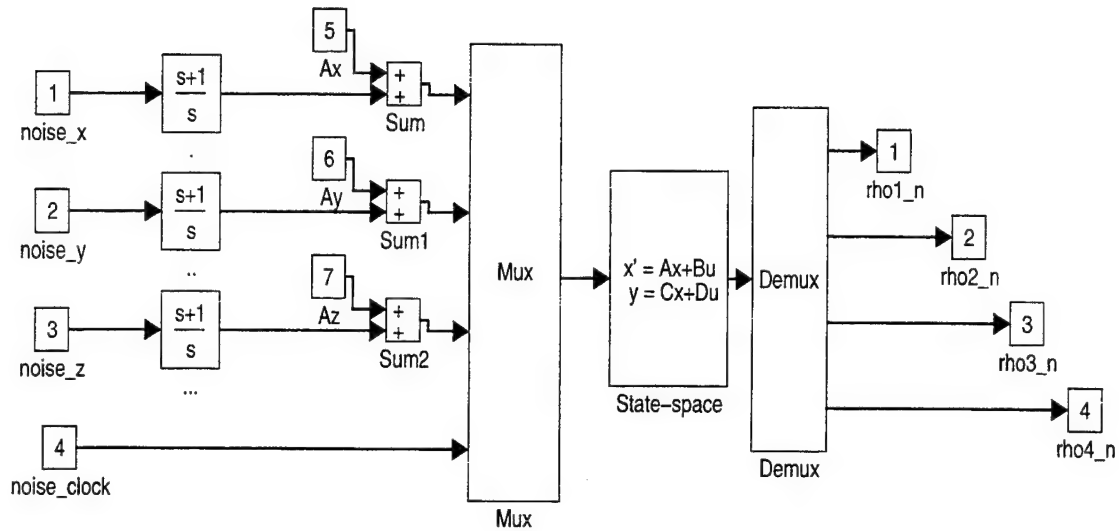 5
Ax
1
noise_x
s+1
s
.
+
+
Sum
6
Ay
2
noise_y
s+1
s
..
+
+
Sum1
7
Az
3
noise_z
s+1
s
...
+
+
Sum2
4
noise_clock
Mux
Mux
x' = Ax+Bu
y = Cx+Du
State-space
Demux
Demux
1
rho1_n
2
rho2_n
3
rho3_n
4
rho4_n